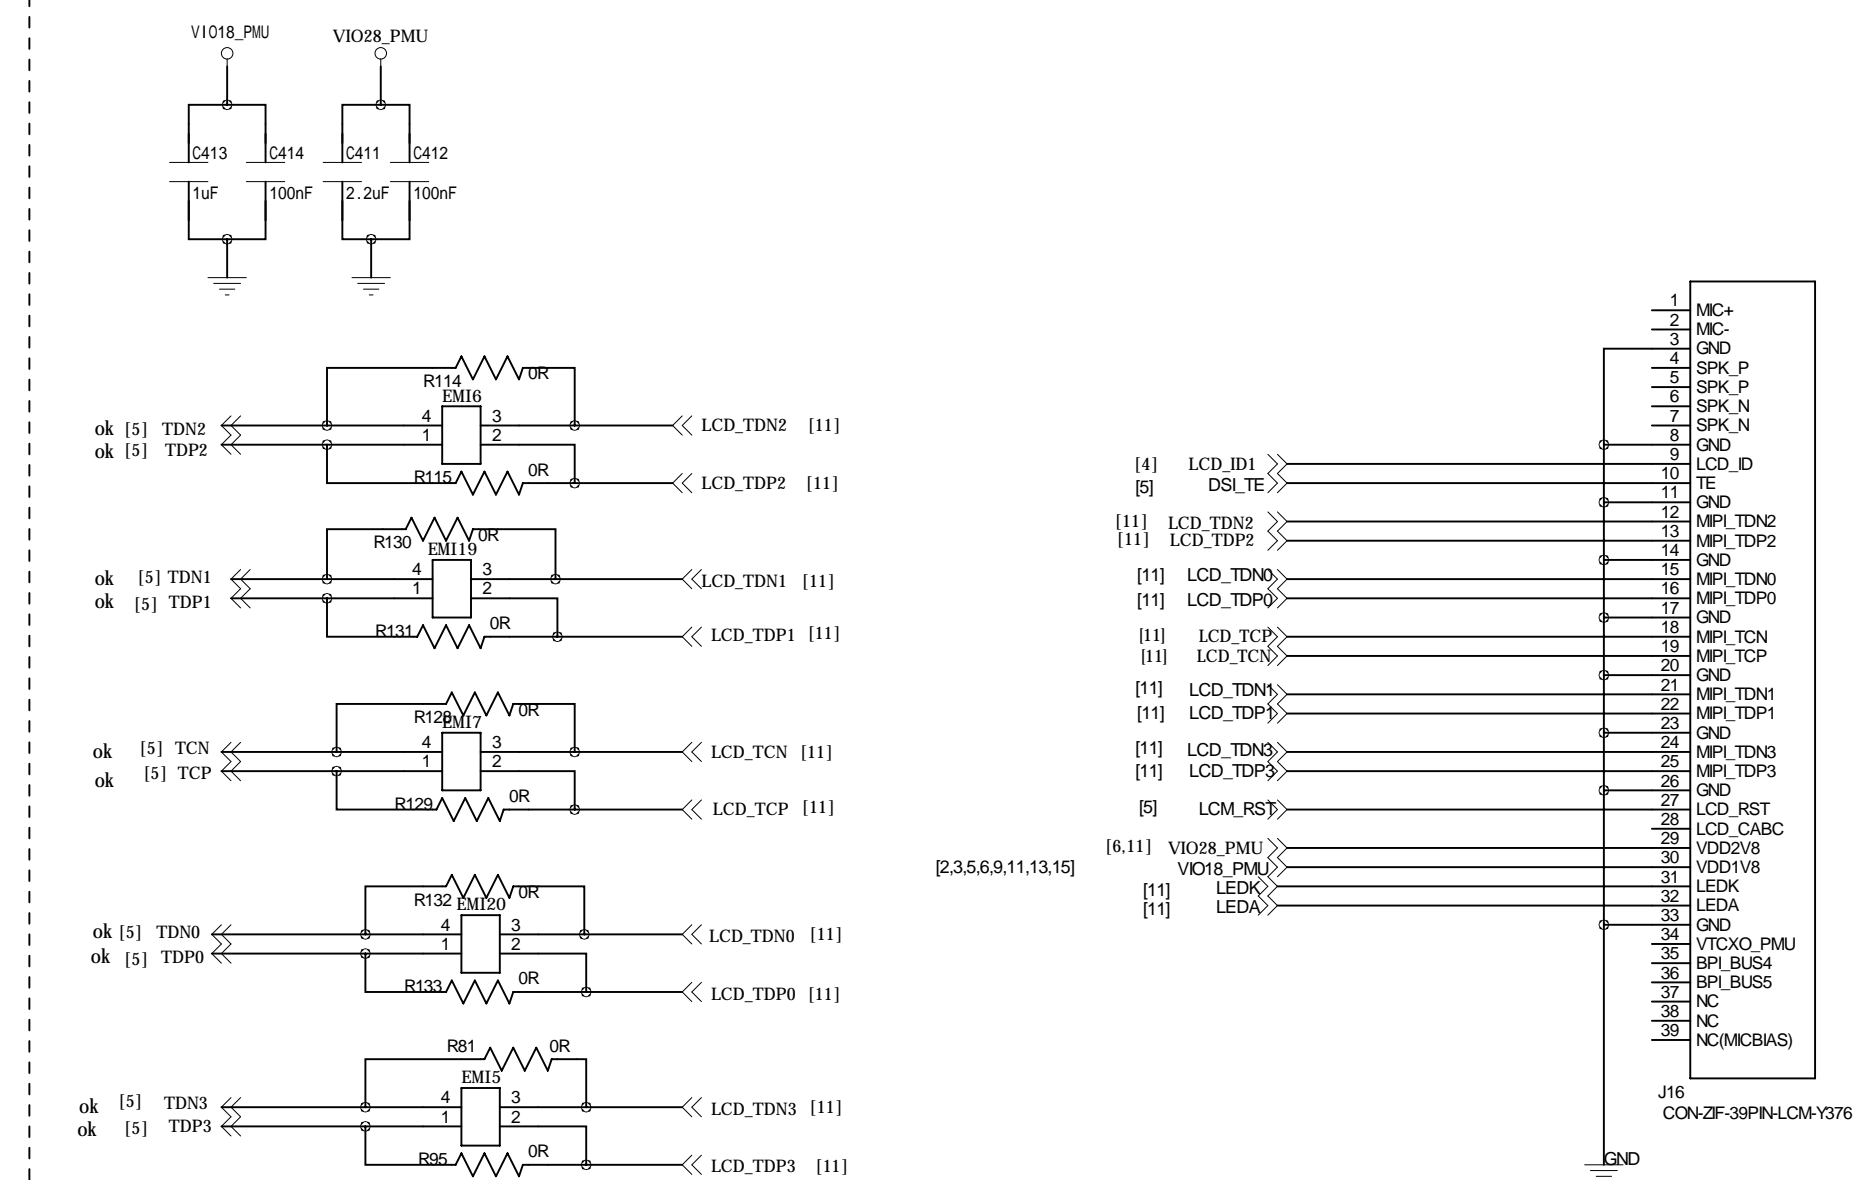 VIO18_PMU
VIO28_PMU
C413
C414
C411
C412
1uF
100nF
2.2uF
100nF
R114
0R
EMI6
ok [5] TDN2
4
3
LCD_TDN2 [11]
ok [5] TDP2
1
2
R115
0R
LCD_TDP2 [11]
R130
0R
EMI19
ok [5] TDN1
4
3
LCD_TDN1 [11]
ok [5] TDP1
1
2
R131
0R
LCD_TDP1 [11]
R128
0R
EMI7
ok [5] TCN
4
3
LCD_TCN [11]
ok [5] TCP
1
2
R129
0R
LCD_TCP [11]
R132
0R
EMI20
ok [5] TDN0
4
3
LCD_TDN0 [11]
ok [5] TDP0
1
2
R133
0R
LCD_TDP0 [11]
R81
0R
EMI5
ok [5] TDN3
4
3
LCD_TDN3 [11]
ok [5] TDP3
1
2
R95
0R
LCD_TDP3 [11]
1 MIC+
2 MIC-
3 GND
4 SPK_P
5 SPK_P
6 SPK_N
7 SPK_N
8 GND
[4] LCD_ID1 9 LCD_ID
[5] DSI_TE 10 TE
11 GND
[11] LCD_TDN2 12 MIPI_TDN2
[11] LCD_TDP2 13 MIPI_TDP2
14 GND
[11] LCD_TDN0 15 MIPI_TDN0
[11] LCD_TDP0 16 MIPI_TDP0
17 GND
[11] LCD_TCP 18 MIPI_TCN
[11] LCD_TCN 19 MIPI_TCP
20 GND
[11] LCD_TDN1 21 MIPI_TDN1
[11] LCD_TDP1 22 MIPI_TDP1
23 GND
[11] LCD_TDN3 24 MIPI_TDN3
[11] LCD_TDP3 25 MIPI_TDP3
26 GND
[5] LCM_RST 27 LCD_RST
28 LCD_CABC
[6,11] VIO28_PMU 29 VDD2V8
[2,3,5,6,9,11,13,15] VIO18_PMU 30 VDD1V8
[11] LEDK 31 LEDK
[11] LEDA 32 LEDA
33 GND
34 VTCXO_PMU
35 BPI_BUS4
36 BPI_BUS5
37 NC
38 NC
39 NC(MICBIAS)
J16
CON-ZIF-39PIN-LCM-Y376
GND